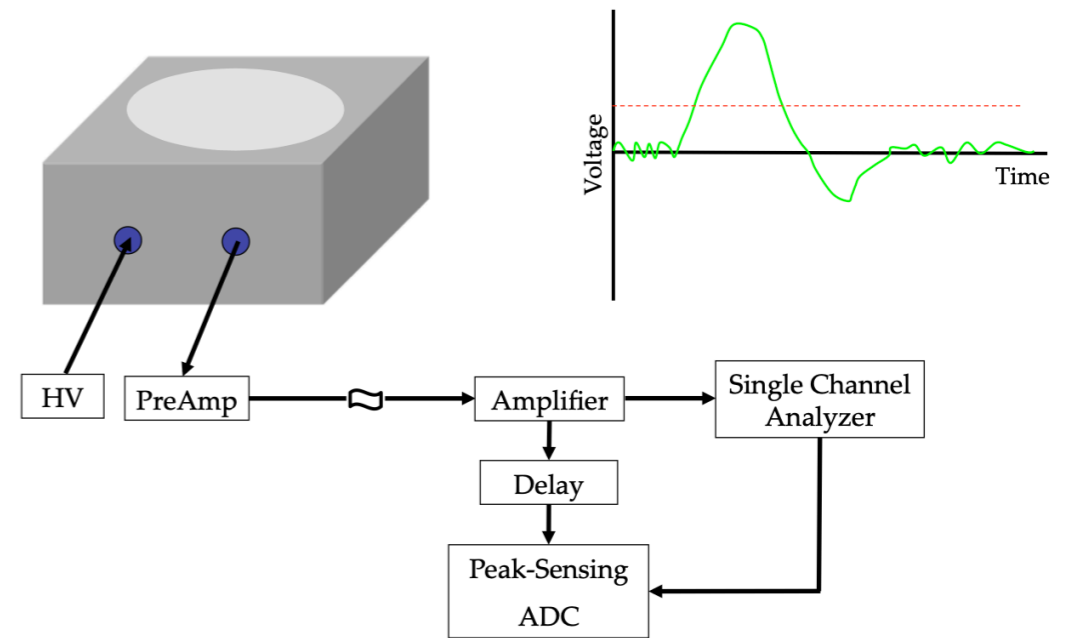 Voltage
Time
HV
PreAmp
Amplifier
Single Channel
Analyzer
Delay
Peak-Sensing
ADC